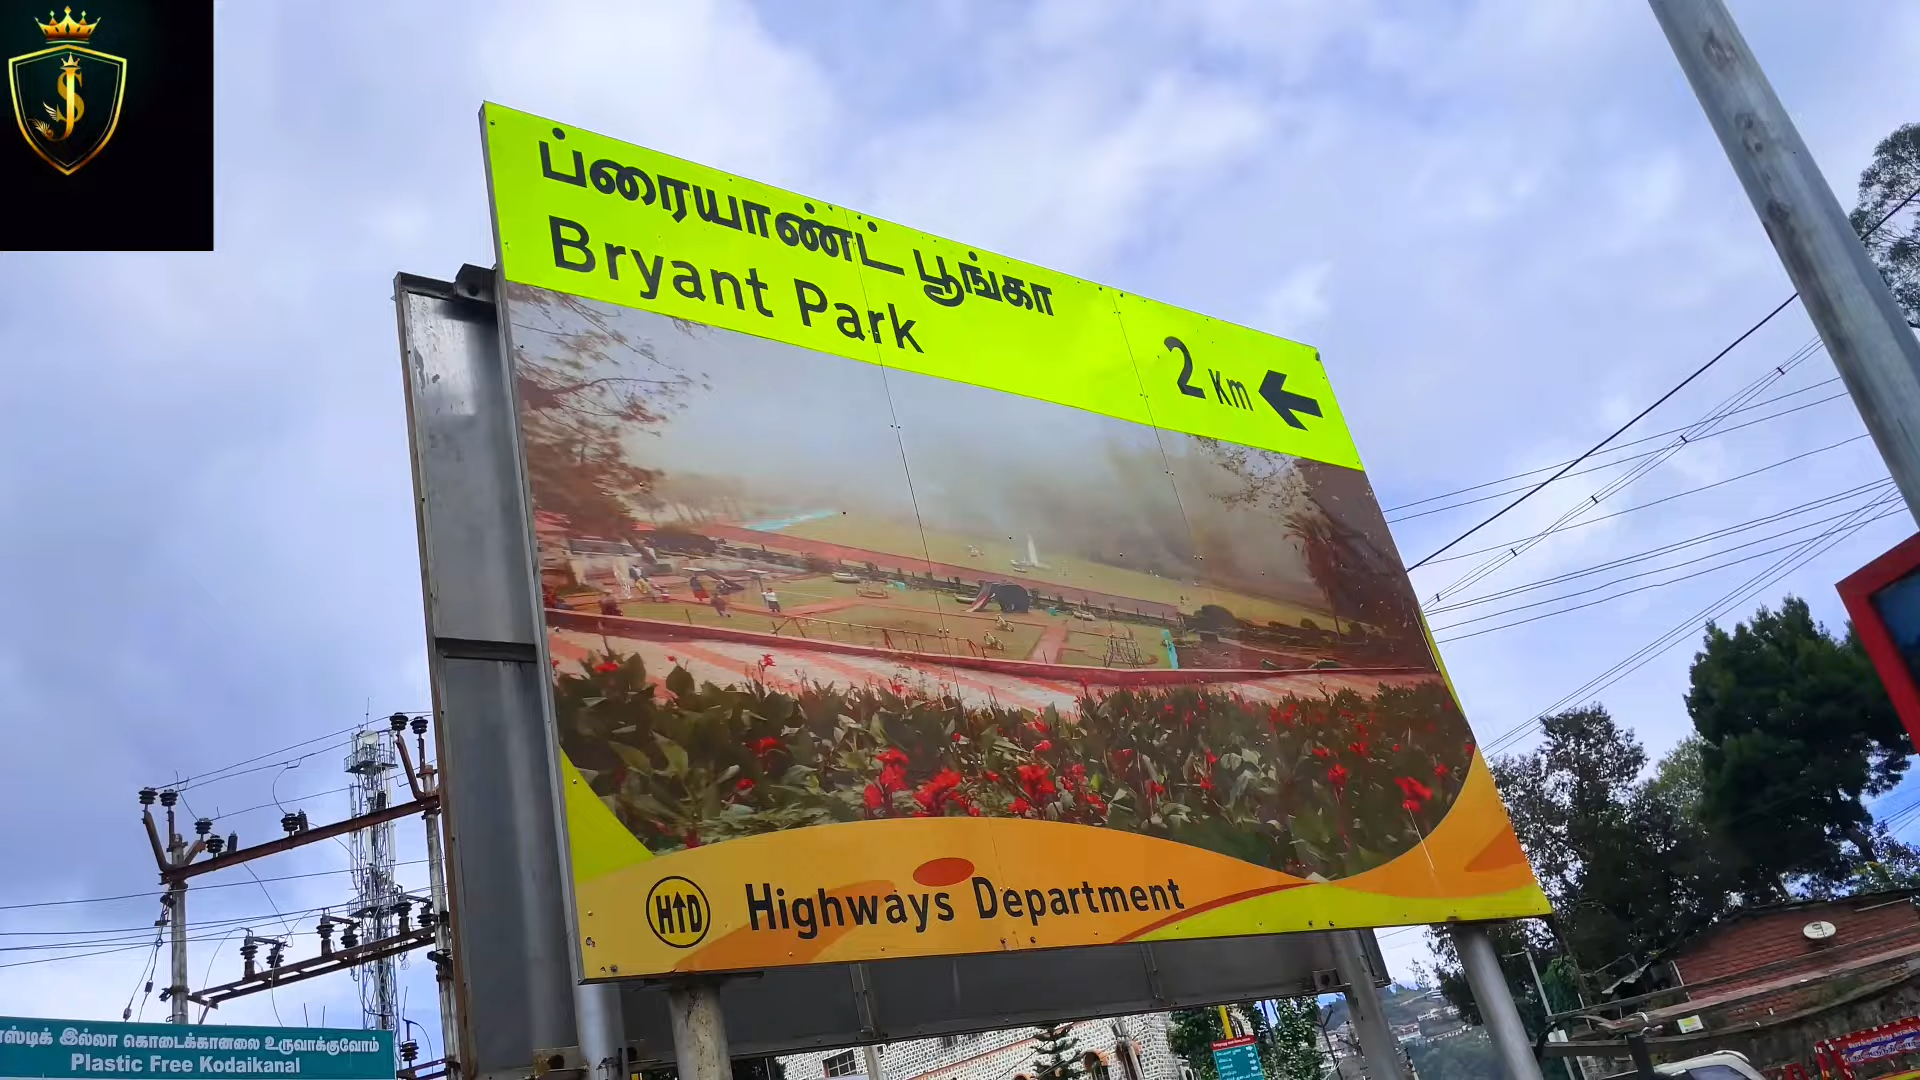 ப்ரையாண்ட் பூங்கா
Bryant Park
2 Km
HTD Highways Department
இல்லா கொடைக்கானலை உருவாக்குவோம்
Plastic Free Kodaikanal